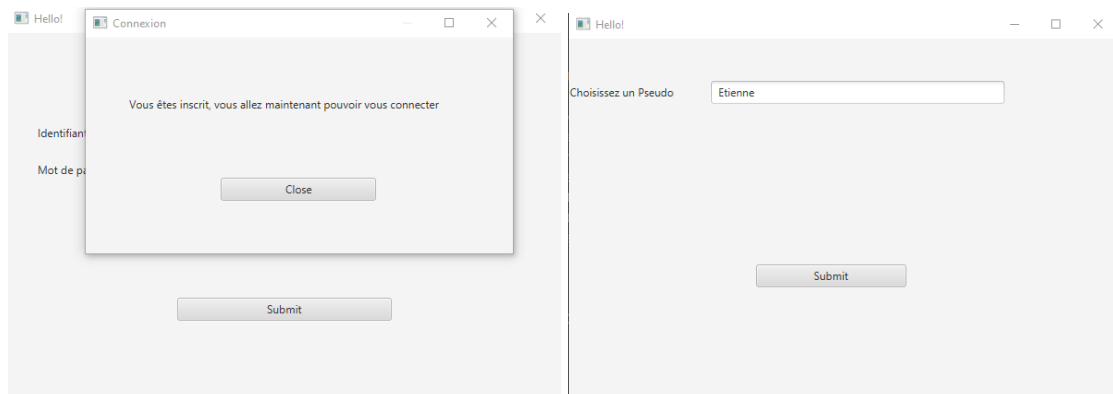 Hello!
Connexion
Vous êtes inscrit, vous allez maintenant pouvoir vous connecter
Identifiant
Mot de pa
Close
Submit
Hello!
Choisissez un Pseudo
Etienne
Submit